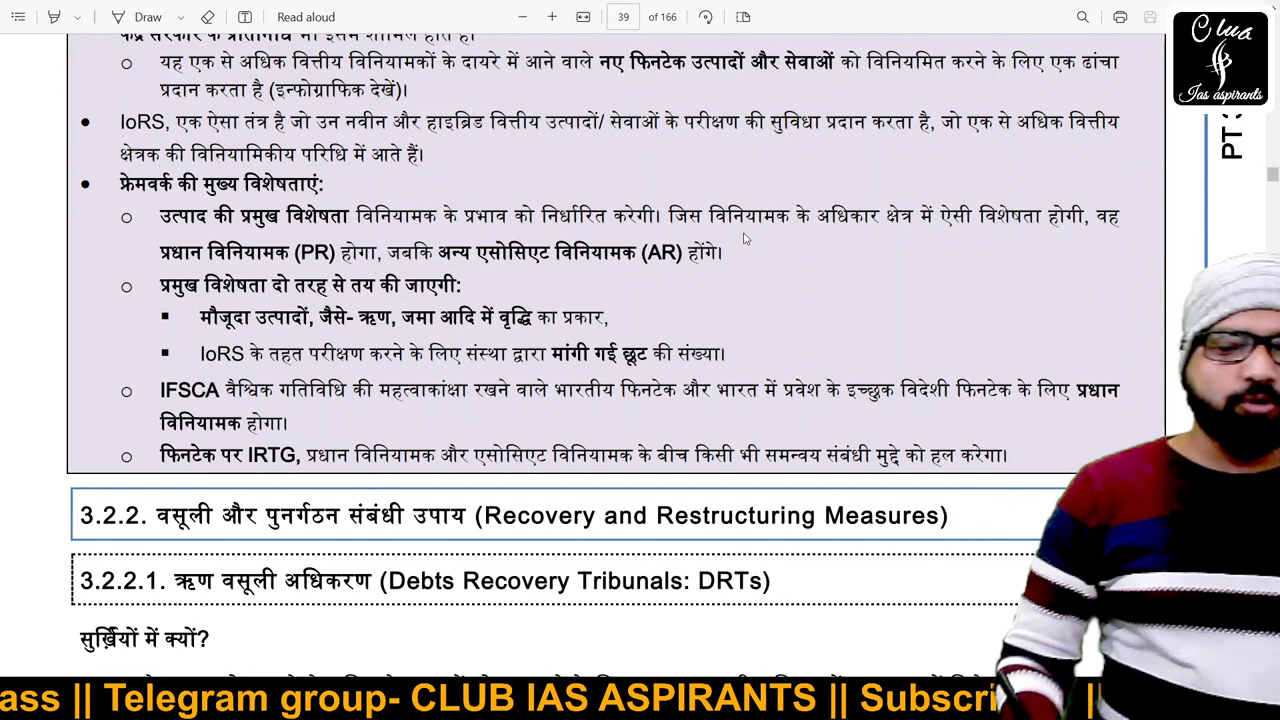 Draw
Read aloud
39
of 166
Club
Ias aspirants
PT
केंद्र सरकार के प्रतिनिधि भी इसमें शामिल होते हैं।
o यह एक से अधिक वित्तीय विनियामकों के दायरे में आने वाले नए फिनटेक उत्पादों और सेवाओं को विनियमित करने के लिए एक ढांचा
प्रदान करता है (इन्फोग्राफिक देखें)।
• IoRS, एक ऐसा तंत्र है जो उन नवीन और हाइब्रिड वित्तीय उत्पादों/ सेवाओं के परीक्षण की सुविधा प्रदान करता है, जो एक से अधिक वित्तीय
क्षेत्रक की विनियामिकीय परिधि में आते हैं।
• फ्रेमवर्क की मुख्य विशेषताएं:
o उत्पाद की प्रमुख विशेषता विनियामक के प्रभाव को निर्धारित करेगी। जिस विनियामक के अधिकार क्षेत्र में ऐसी विशेषता होगी, वह
प्रधान विनियामक (PR) होगा, जबकि अन्य एसोसिएट विनियामक (AR) होंगे।
o प्रमुख विशेषता दो तरह से तय की जाएगी:
▪ मौजूदा उत्पादों, जैसे- ऋण, जमा आदि में वृद्धि का प्रकार,
▪ IoRS के तहत परीक्षण करने के लिए संस्था द्वारा मांगी गई छूट की संख्या।
o IFSCA वैश्विक गतिविधि की महत्वाकांक्षा रखने वाले भारतीय फिनटेक और भारत में प्रवेश के इच्छुक विदेशी फिनटेक के लिए प्रधान
विनियामक होगा।
o फिनटेक पर IRTG, प्रधान विनियामक और एसोसिएट विनियामक के बीच किसी भी समन्वय संबंधी मुद्दे को हल करेगा।
3.2.2. वसूली और पुनर्गठन संबंधी उपाय (Recovery and Restructuring Measures)
3.2.2.1. ऋण वसूली अधिकरण (Debts Recovery Tribunals: DRTs)
सुर्ख़ियों में क्यों?
ass || Telegram group- CLUB IAS ASPIRANTS || Subscri